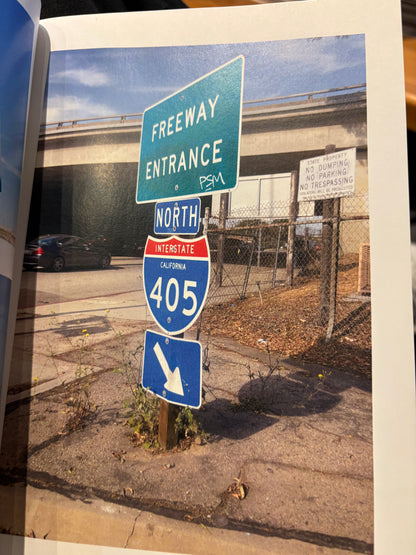 FREEWAY
ENTRANCE
PSM
NORTH
INTERSTATE
CALIFORNIA
405
STATE PROPERTY
NO DUMPING
NO PARKING
NO TRESPASSING